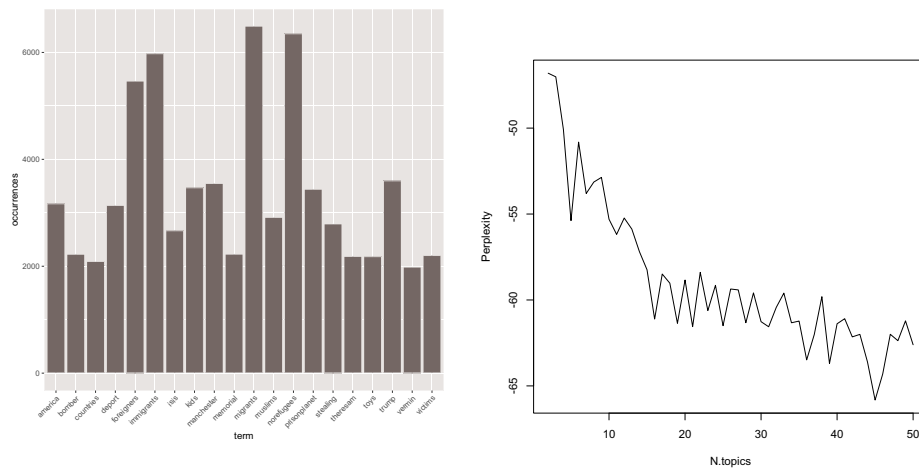 6000
4000
2000
0
occurrences
america
bomber
countries
deport
foreigners
immigrants
isis
kids
manchester
memorial
migrants
muslims
norefugees
prisonplanet
stealing
theresam
toys
trump
vermin
victims
term
-50
-55
-60
-65
Perplexity
10
20
30
40
50
N.topics